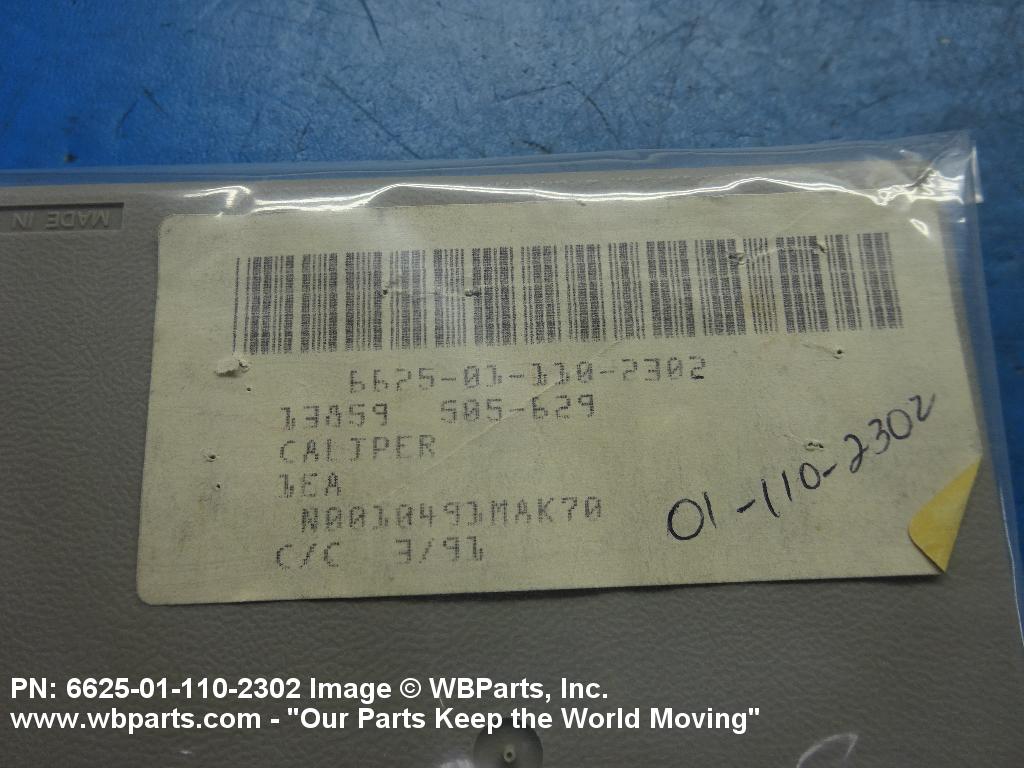 MADE IN
6625-01-110-2302
13859 505-629
CALIPER
1EA
N0010491MAK70
C/C 3/91
01-110-2302
PN: 6625-01-110-2302 Image © WBParts, Inc.
www.wbparts.com - "Our Parts Keep the World Moving"